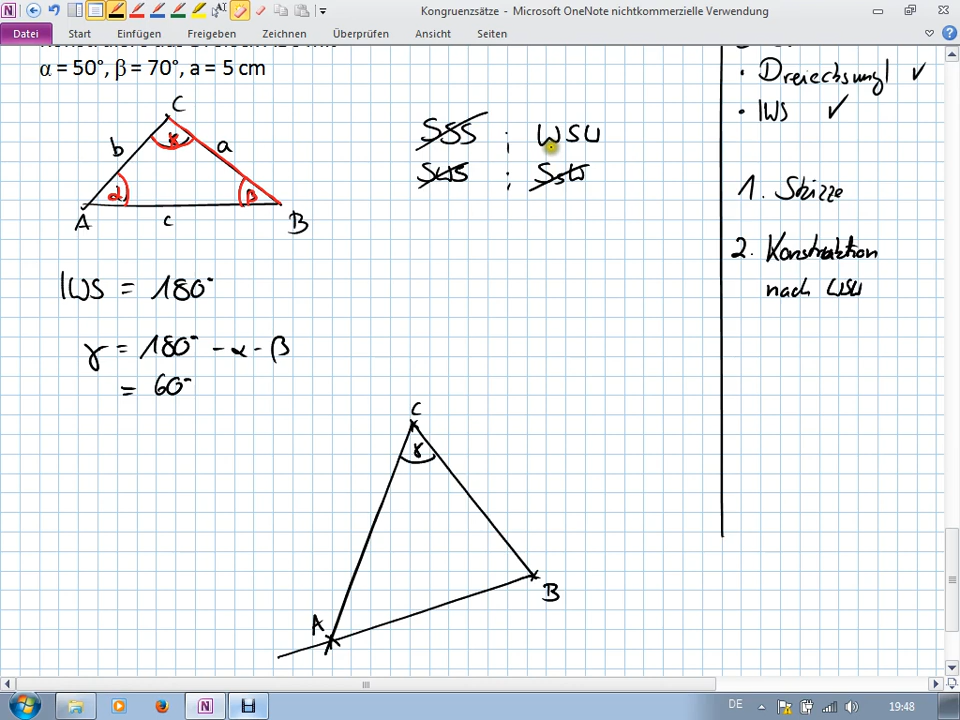 Kongruenzsätze - Microsoft OneNote nichtkommerzielle Verwendung
Datei Start Einfügen Freigeben Zeichnen Überprüfen Ansicht Seiten
α = 50°, β = 70°, a = 5 cm
C
b
a
γ
α
β
A
c
B
SSS ; WSW
SWS ; SsW
IWS = 180°
γ = 180° - α - β
= 60°
C
γ
A
B
• Dreiechsungl ✓
• IWS ✓
1. Skizze
2. Konstruktion
nach WSW
DE
19:48